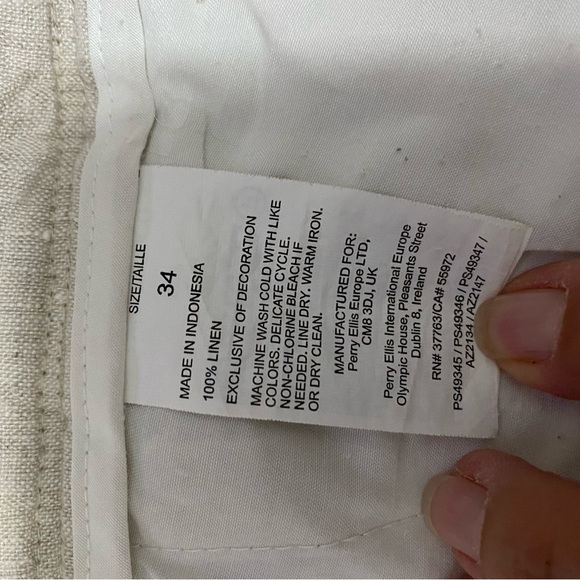 SIZE/TAILLE
34
MADE IN INDONESIA
100% LINEN
EXCLUSIVE OF DECORATION
MACHINE WASH COLD WITH LIKE
COLORS. DELICATE CYCLE.
NON-CHLORINE BLEACH IF
NEEDED. LINE DRY. WARM IRON.
OR DRY CLEAN.
MANUFACTURED FOR:
Perry Ellis Europe LTD,
CM8 3DJ, UK
Perry Ellis International Europe
Olympic House, Pleasants Street
Dublin 8, Ireland
RN# 37763/CA# 55972
PS49345 / PS49346 / PS49347 /
AZ2134 / AZ2147